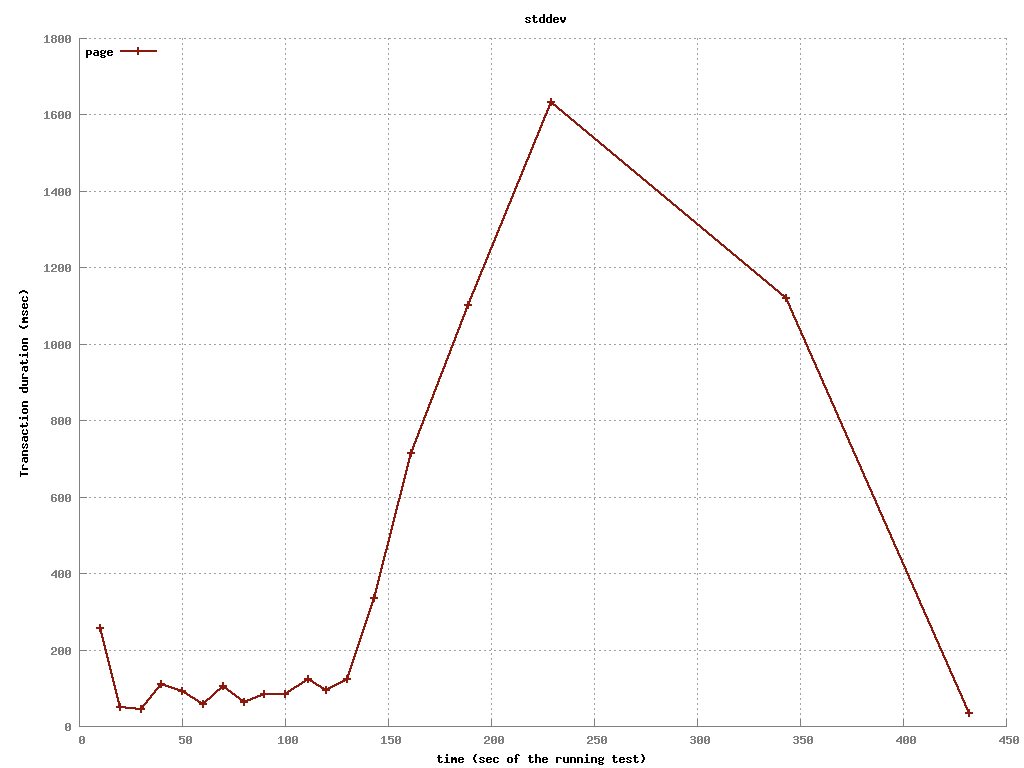 stddev
page
1800
1600
1400
1200
1000
800
600
400
200
0
Transaction duration (msec)
0 50 100 150 200 250 300 350 400 450
time (sec of the running test)